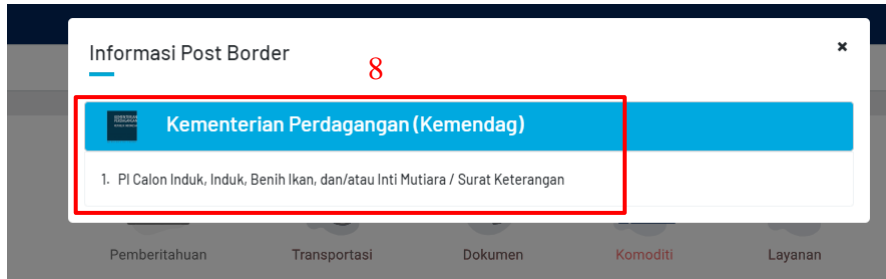 Informasi Post Border
×
8
Kementerian Perdagangan (Kemendag)
1. PI Calon Induk, Induk, Benih Ikan, dan/atau Inti Mutiara / Surat Keterangan
Pemberitahuan Transportasi Dokumen Komoditi Layanan